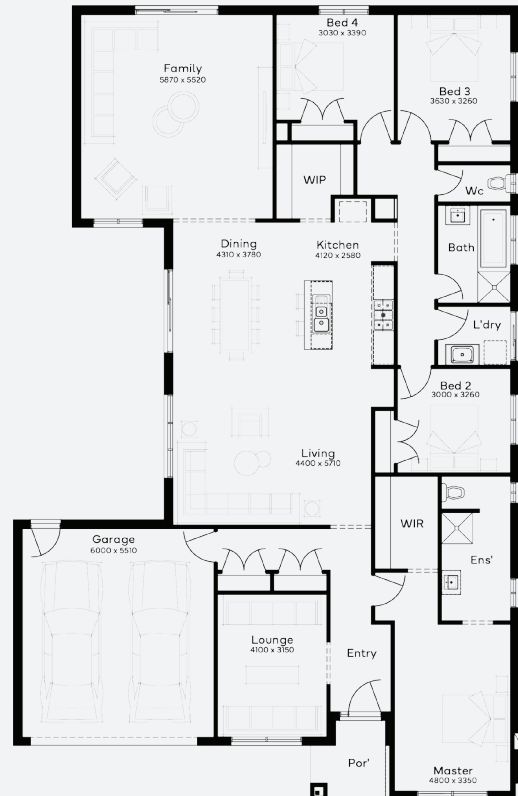 Bed 4
3030 x 3390
Family
5870 x 5520
Bed 3
3630 x 3260
WIP
Wc
Dining
4310 x 3780
Kitchen
4120 x 2580
Bath
L'dry
Bed 2
3000 x 3260
Living
4400 x 5710
WIR
Garage
6000 x 5510
Ens'
Lounge
4100 x 3150
Entry
Por'
Master
4800 x 3350